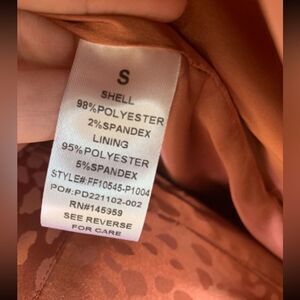 S
SHELL
98%POLYESTER
2%SPANDEX
LINING
95%POLYESTER
5%SPANDEX
STYLE#:FF10545-P1004
PO#:PD221102-002
RN#145959
SEE REVERSE
FOR CARE